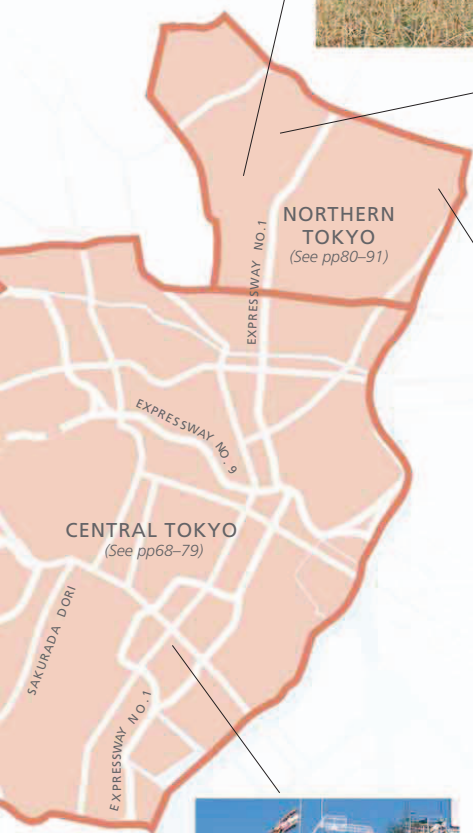 NORTHERN
TOKYO
(See pp80–91)
EXPRESSWAY NO.1
EXPRESSWAY NO.9
CENTRAL TOKYO
(See pp68–79)
SAKURADA DORI
EXPRESSWAY NO.1